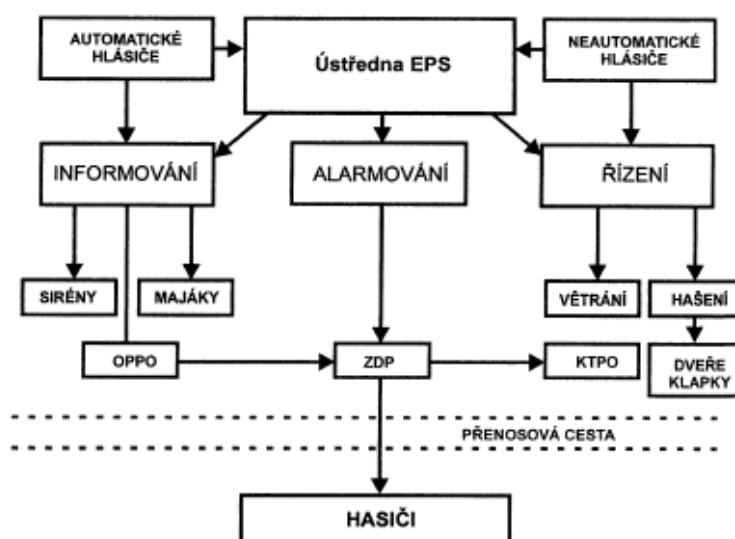 AUTOMATICKÉ
HLÁSIČE
Ústředna EPS
NEAUTOMATICKÉ
HLÁSIČE
INFORMOVÁNÍ
ALARMOVÁNÍ
ŘÍZENÍ
SIRÉNY
MAJÁKY
VĚTRÁNÍ
HAŠENÍ
OPPO
ZDP
KTPO
DVEŘE
KLAPKY
PŘENOSOVÁ CESTA
HASIČI